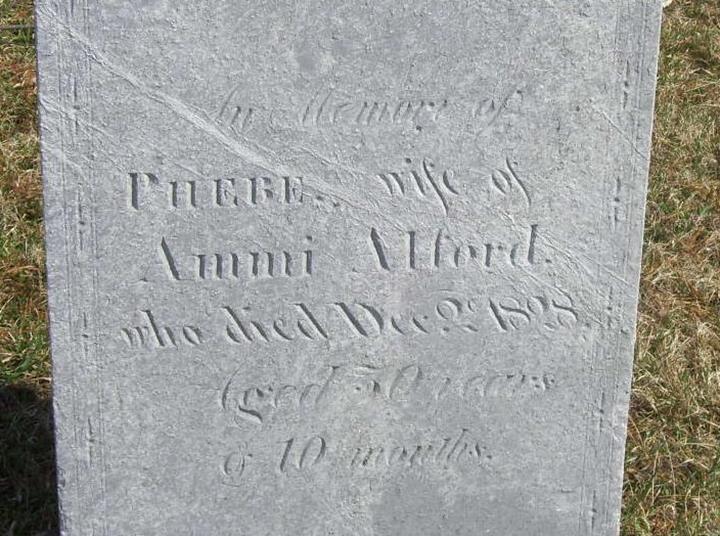 In Memory of
PHEBE.. wife of
Ammi Alford.
who died Dec. 2. 1828.
Aged 50 years
& 10 months.